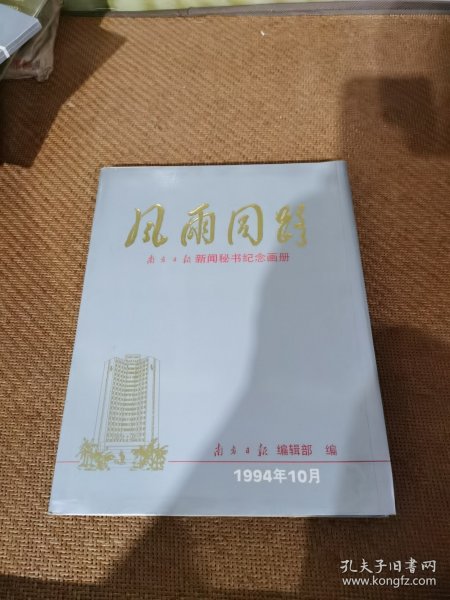 风雨同路
南方日报新闻秘书纪念画册
南方日报 编辑部 编
1994年10月
孔夫子旧书网
www.kongfz.com